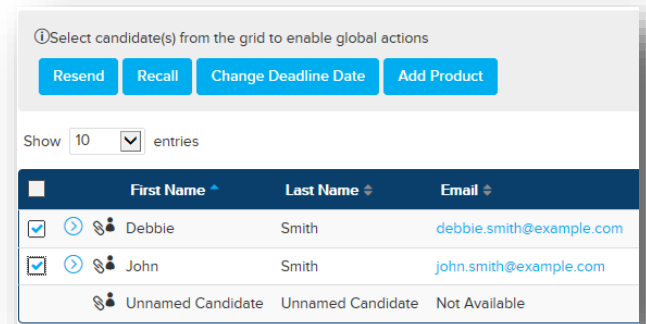 Select candidate(s) from the grid to enable global actions
Resend Recall Change Deadline Date Add Product
Show 10 entries
First Name Last Name Email
Debbie Smith debbie.smith@example.com
John Smith john.smith@example.com
Unnamed Candidate Unnamed Candidate Not Available